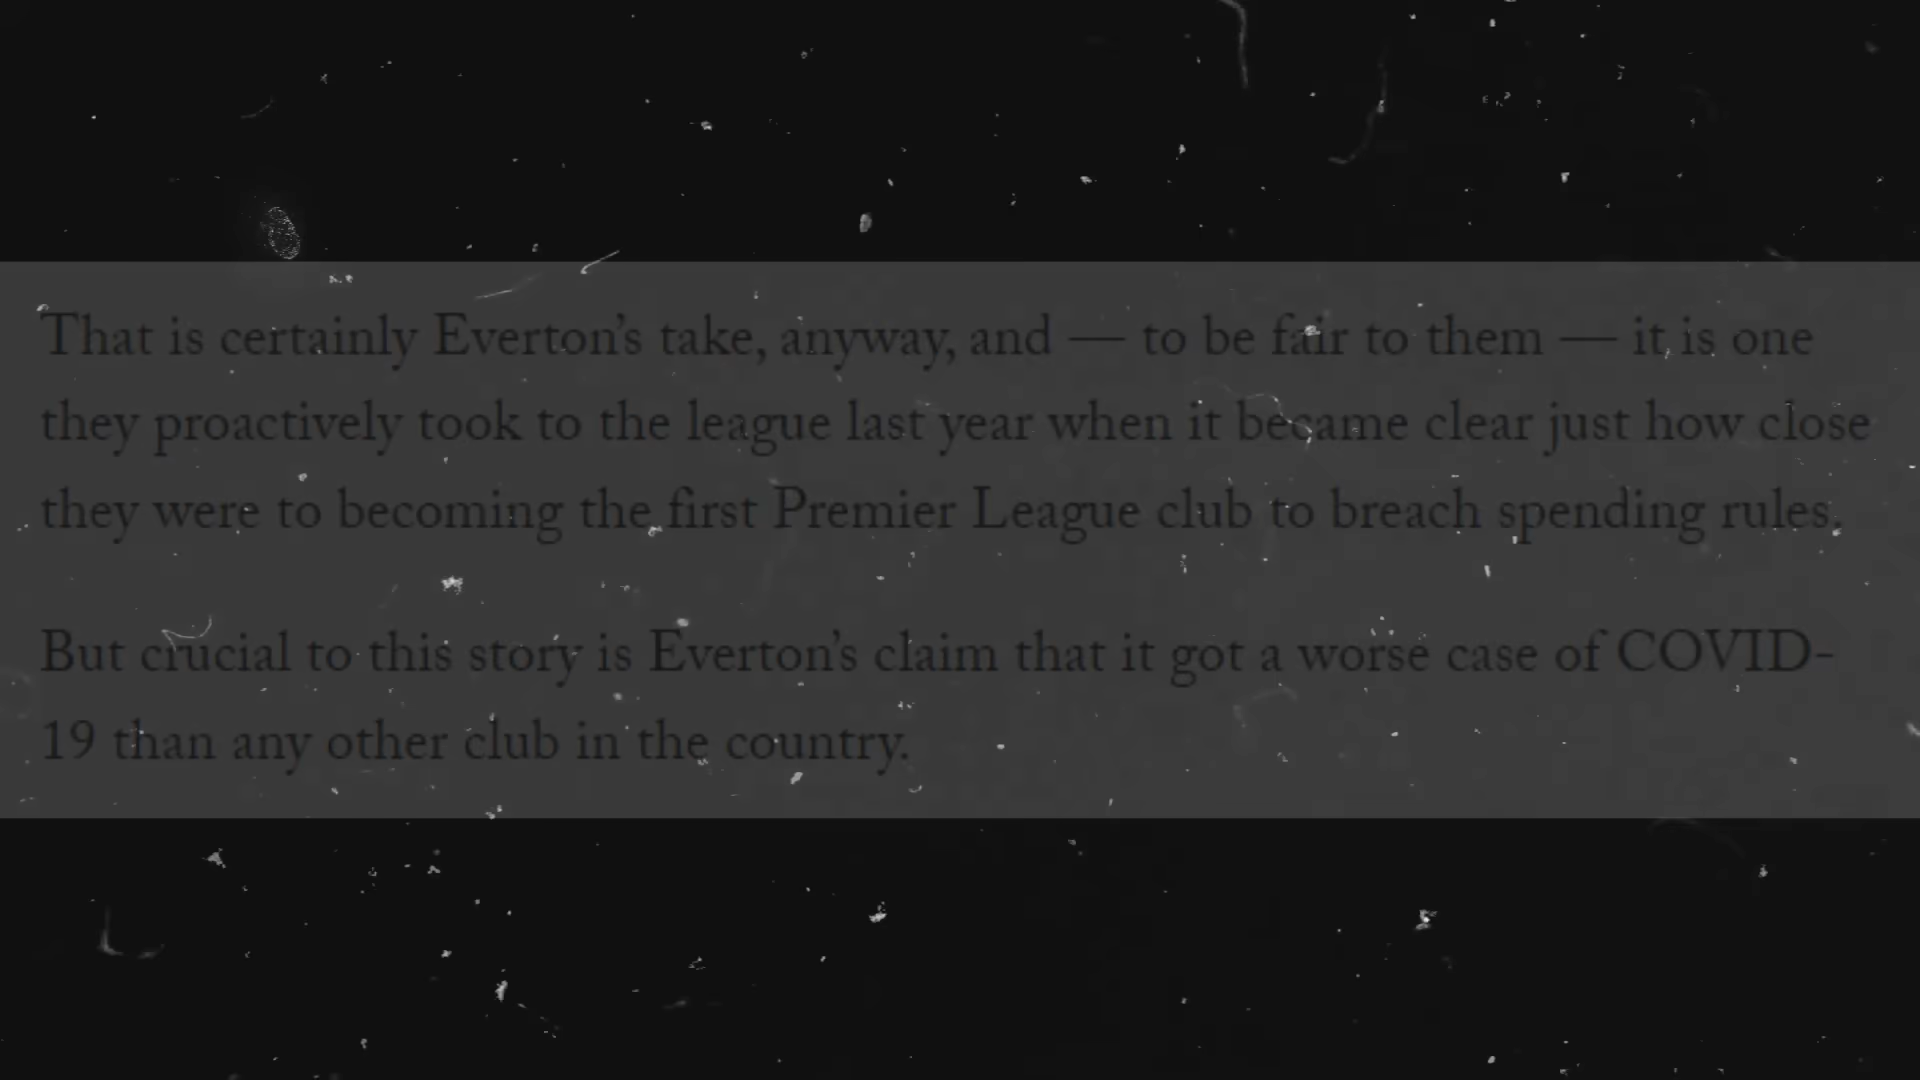 That is certainly Everton’s take, anyway, and — to be fair to them — it is one
they proactively took to the league last year when it became clear just how close
they were to becoming the first Premier League club to breach spending rules.
But crucial to this story is Everton’s claim that it got a worse case of COVID-
19 than any other club in the country.